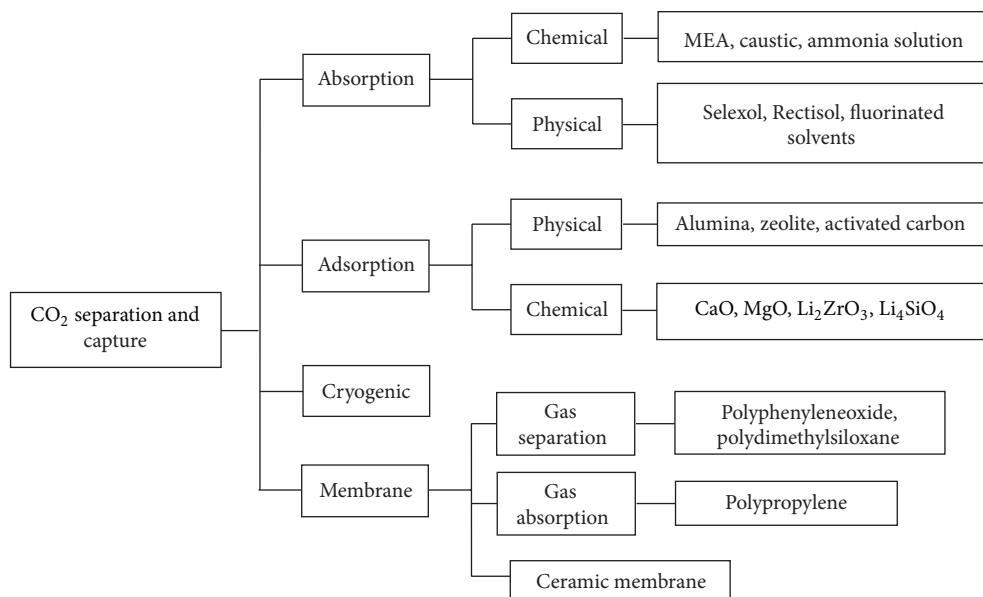 CO₂ separation and
capture
Absorption
Chemical
MEA, caustic, ammonia solution
Physical
Selexol, Rectisol, fluorinated
solvents
Adsorption
Physical
Alumina, zeolite, activated carbon
Chemical
CaO, MgO, Li₂ZrO₃, Li₄SiO₄
Cryogenic
Membrane
Gas
separation
Polyphenyleneoxide,
polydimethylsiloxane
Gas
absorption
Polypropylene
Ceramic membrane